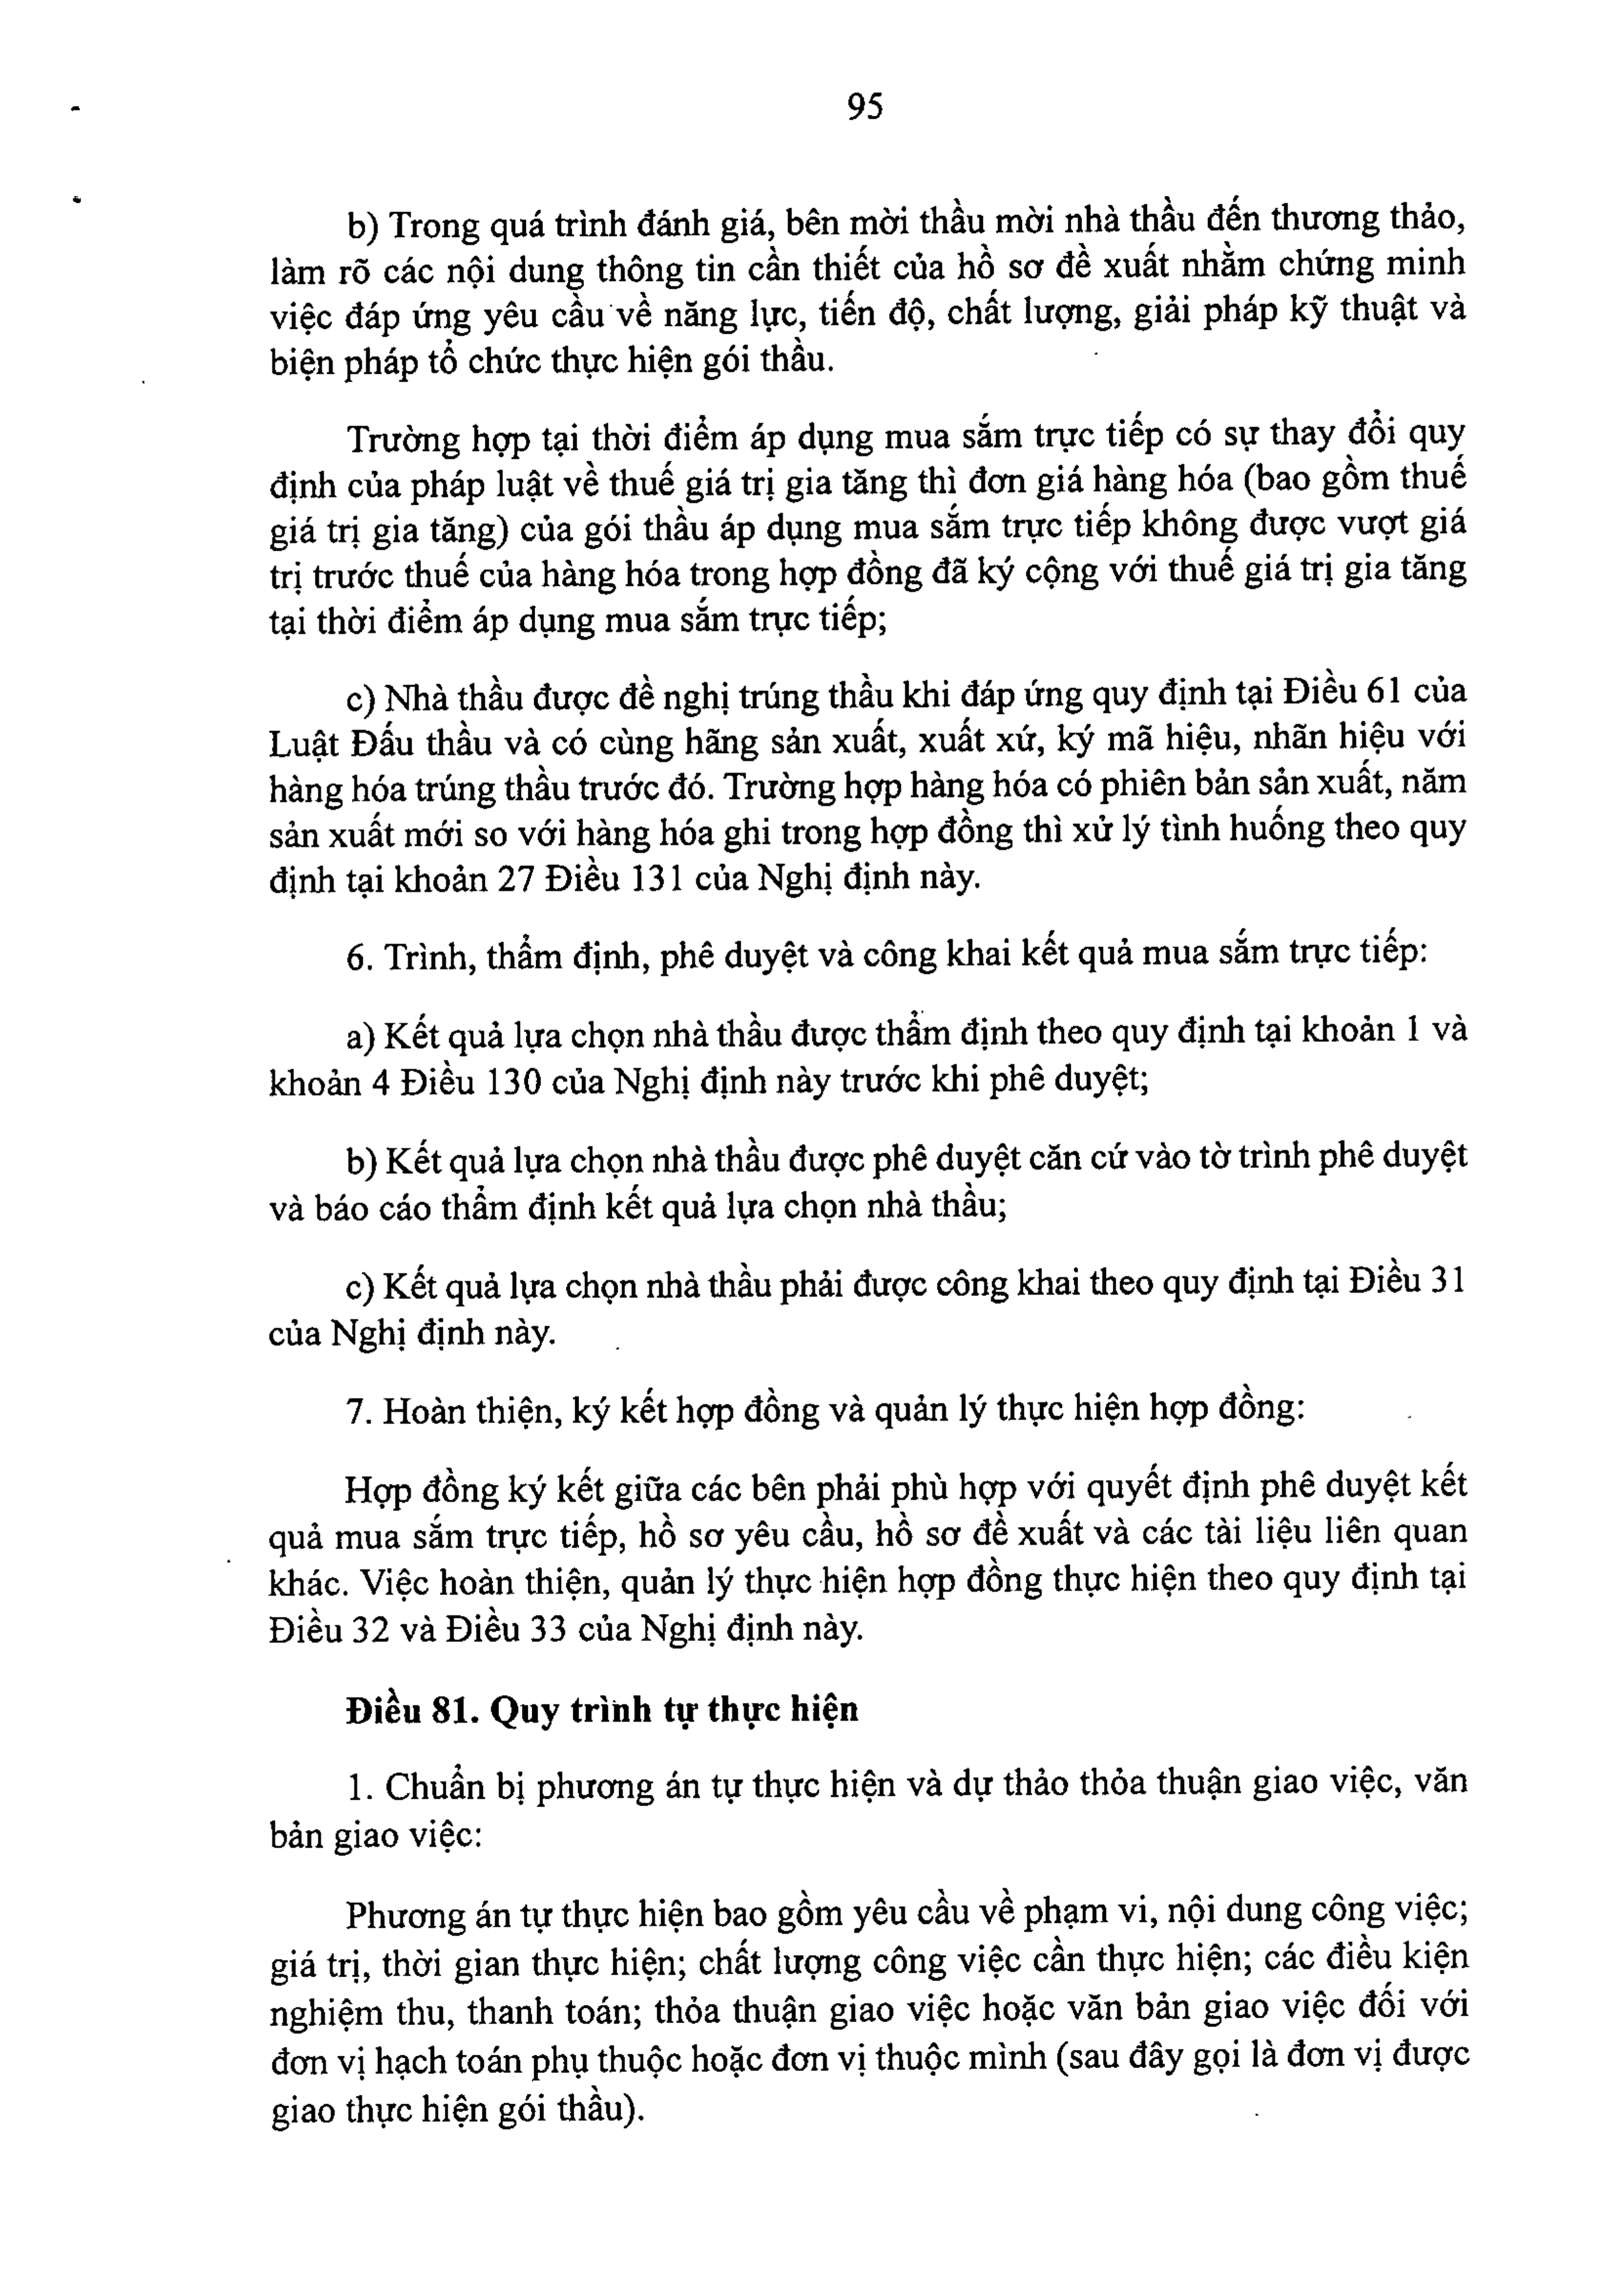 95
b) Trong quá trình đánh giá, bên mời thầu mời nhà thầu đến thương thảo,
làm rõ các nội dung thông tin cần thiết của hồ sơ đề xuất nhằm chứng minh
việc đáp ứng yêu cầu về năng lực, tiến độ, chất lượng, giải pháp kỹ thuật và
biện pháp tổ chức thực hiện gói thầu.
Trường hợp tại thời điểm áp dụng mua sắm trực tiếp có sự thay đổi quy
định của pháp luật về thuế giá trị gia tăng thì đơn giá hàng hóa (bao gồm thuế
giá trị gia tăng) của gói thầu áp dụng mua sắm trực tiếp không được vượt giá
trị trước thuế của hàng hóa trong hợp đồng đã ký cộng với thuế giá trị gia tăng
tại thời điểm áp dụng mua sắm trực tiếp;
c) Nhà thầu được đề nghị trúng thầu khi đáp ứng quy định tại Điều 61 của
Luật Đấu thầu và có cùng hãng sản xuất, xuất xứ, ký mã hiệu, nhãn hiệu với
hàng hóa trúng thầu trước đó. Trường hợp hàng hóa có phiên bản sản xuất, năm
sản xuất mới so với hàng hóa ghi trong hợp đồng thì xử lý tình huống theo quy
định tại khoản 27 Điều 131 của Nghị định này.
6. Trình, thẩm định, phê duyệt và công khai kết quả mua sắm trực tiếp:
a) Kết quả lựa chọn nhà thầu được thẩm định theo quy định tại khoản 1 và
khoản 4 Điều 130 của Nghị định này trước khi phê duyệt;
b) Kết quả lựa chọn nhà thầu được phê duyệt căn cứ vào tờ trình phê duyệt
và báo cáo thẩm định kết quả lựa chọn nhà thầu;
c) Kết quả lựa chọn nhà thầu phải được công khai theo quy định tại Điều 31
của Nghị định này.
7. Hoàn thiện, ký kết hợp đồng và quản lý thực hiện hợp đồng:
Hợp đồng ký kết giữa các bên phải phù hợp với quyết định phê duyệt kết
quả mua sắm trực tiếp, hồ sơ yêu cầu, hồ sơ đề xuất và các tài liệu liên quan
khác. Việc hoàn thiện, quản lý thực hiện hợp đồng thực hiện theo quy định tại
Điều 32 và Điều 33 của Nghị định này.
Điều 81. Quy trình tự thực hiện
1. Chuẩn bị phương án tự thực hiện và dự thảo thỏa thuận giao việc, văn
bản giao việc:
Phương án tự thực hiện bao gồm yêu cầu về phạm vi, nội dung công việc;
giá trị, thời gian thực hiện; chất lượng công việc cần thực hiện; các điều kiện
nghiệm thu, thanh toán; thỏa thuận giao việc hoặc văn bản giao việc đối với
đơn vị hạch toán phụ thuộc hoặc đơn vị thuộc mình (sau đây gọi là đơn vị được
giao thực hiện gói thầu).